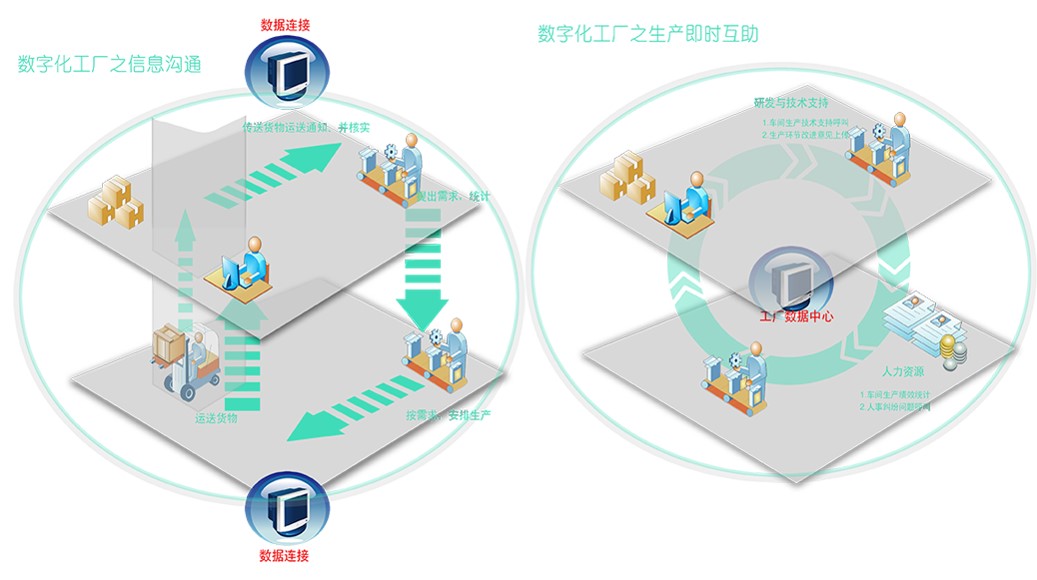 数据连接
数字化工厂之信息沟通
传送货物运送通知、并核实
提出需求、统计
运送货物
按需求，安排生产
数据连接
数字化工厂之生产即时互助
研发与技术支持
1.车间生产技术支持呼叫
2.生产环节改进意见上传
工厂数据中心
人力资源
1.车间生产绩效统计
2.人事纠纷问题呼叫